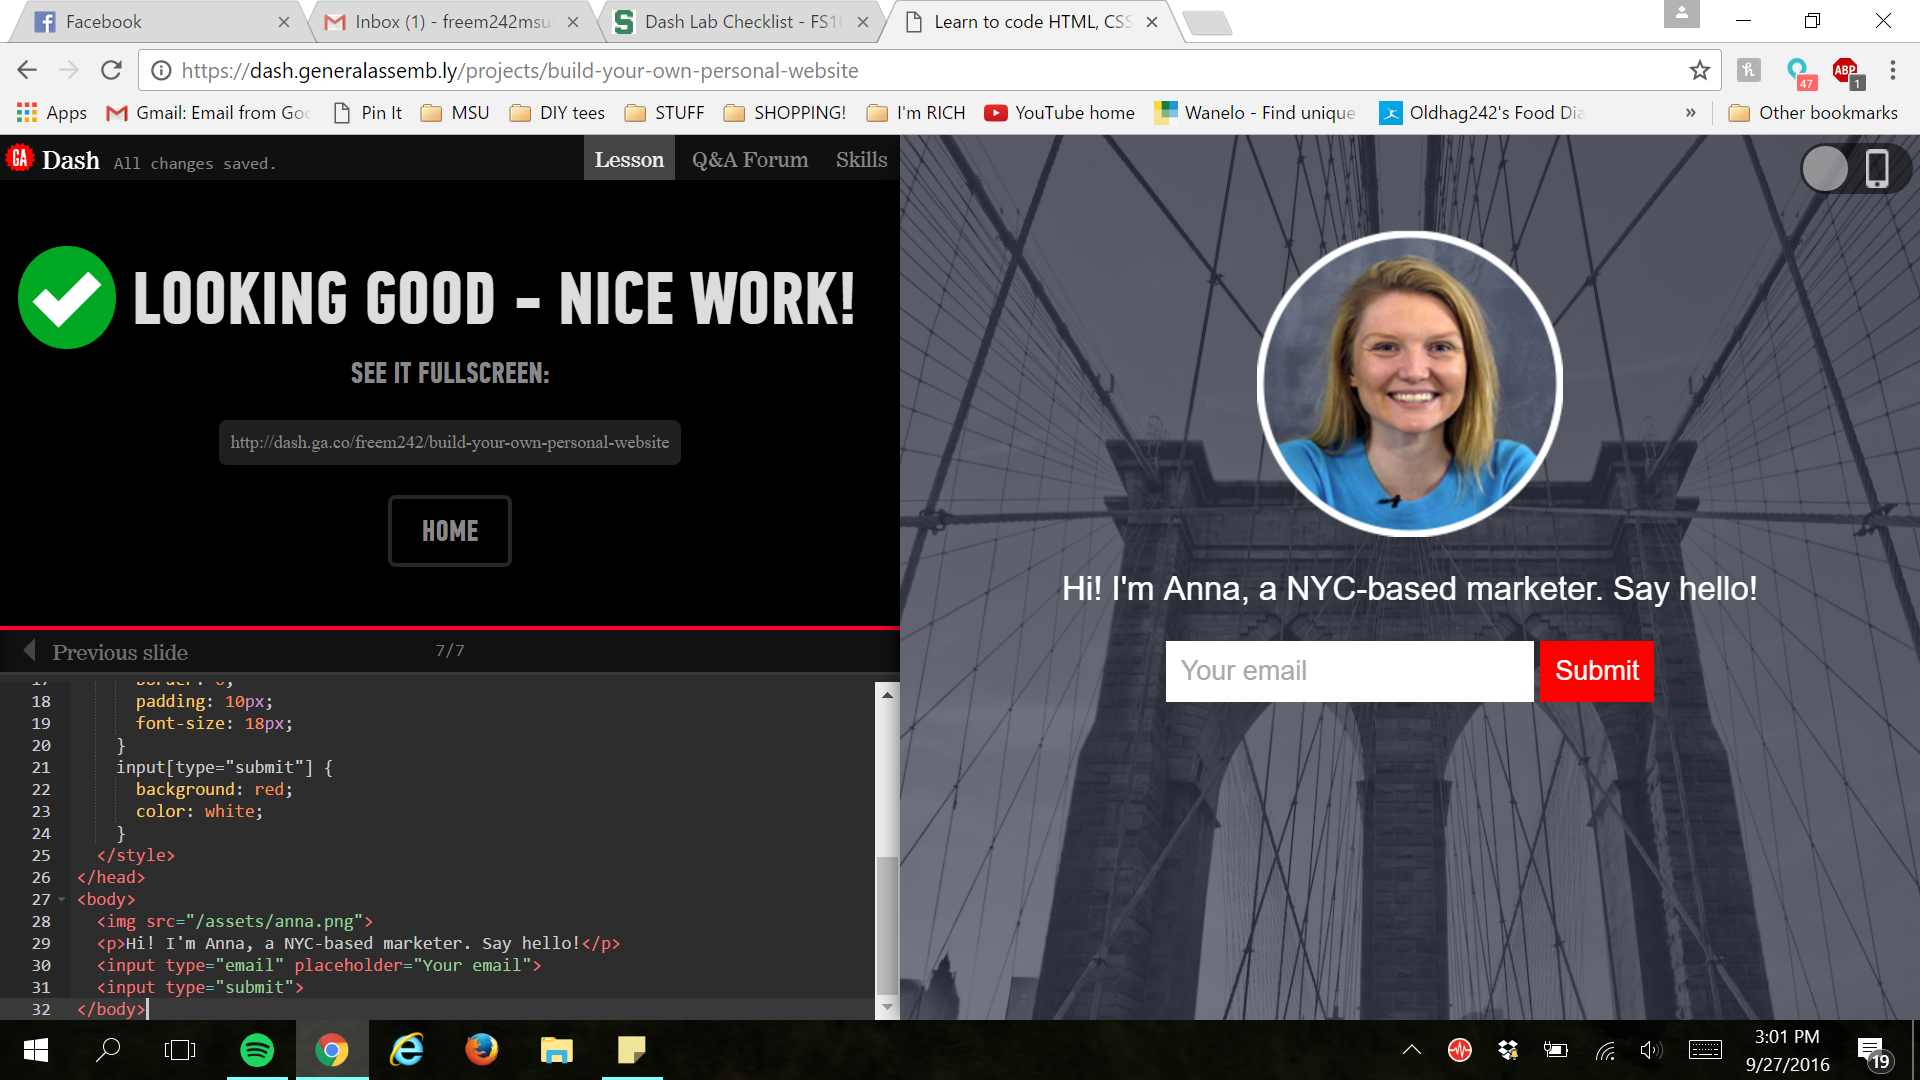 Facebook
Inbox (1) - freem242msu
Dash Lab Checklist - FS16
Learn to code HTML, CSS
https://dash.generalassemb.ly/projects/build-your-own-personal-website
47
ABP
1
Apps
Gmail: Email from Goo
Pin It
MSU
DIY tees
STUFF
SHOPPING!
I'm RICH
YouTube home
Wanelo - Find unique
Oldhag242's Food Dia
»
Other bookmarks
GA
Dash
All changes saved.
Lesson
Q&A Forum
Skills
LOOKING GOOD - NICE WORK!
SEE IT FULLSCREEN:
http://dash.ga.co/freem242/build-your-own-personal-website
HOME
Previous slide
7/7
17 border: 0;
18 padding: 10px;
19 font-size: 18px;
20 }
21 input[type="submit"] {
22 background: red;
23 color: white;
24 }
25 </style>
26 </head>
27 <body>
28 <img src="/assets/anna.png">
29 <p>Hi! I'm Anna, a NYC-based marketer. Say hello!</p>
30 <input type="email" placeholder="Your email">
31 <input type="submit">
32 </body>
Hi! I'm Anna, a NYC-based marketer. Say hello!
Your email
Submit
3:01 PM
9/27/2016
19